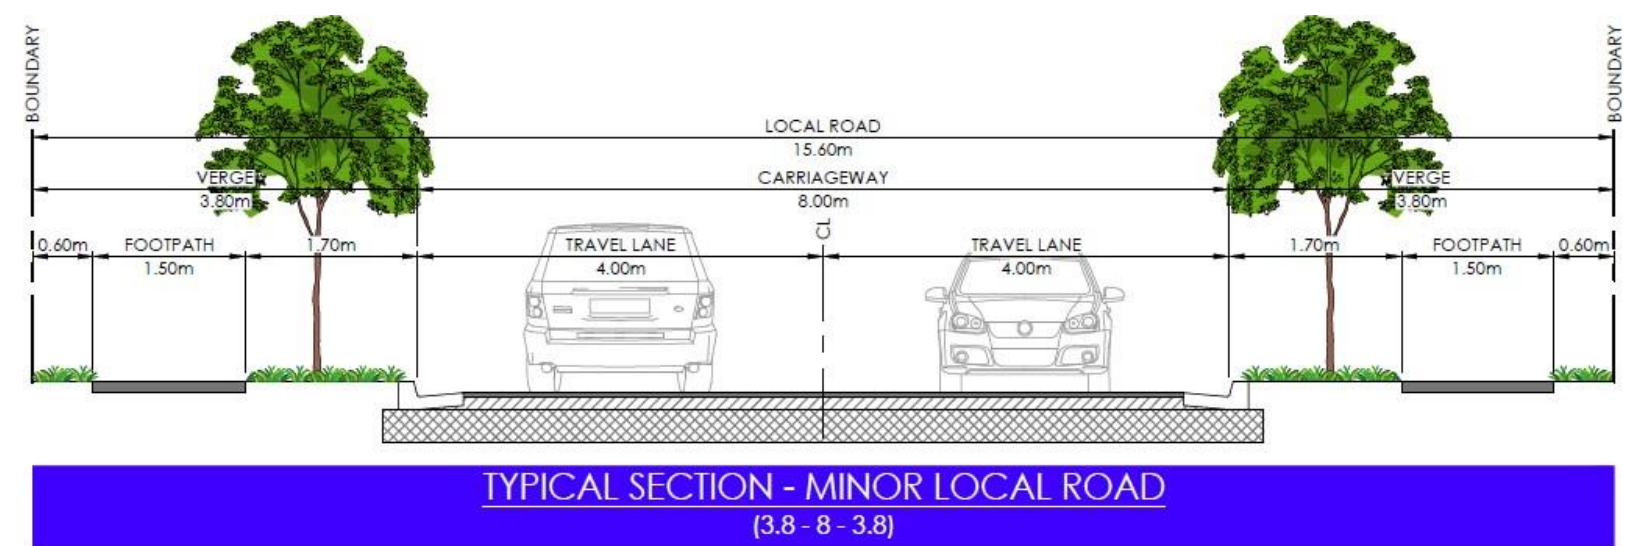 BOUNDARY
BOUNDARY
LOCAL ROAD
15.60m
VERGE
3.80m
CARRIAGEWAY
8.00m
VERGE
3.80m
CL
0.60m
FOOTPATH
1.50m
1.70m
TRAVEL LANE
4.00m
TRAVEL LANE
4.00m
1.70m
FOOTPATH
1.50m
0.60m
TYPICAL SECTION - MINOR LOCAL ROAD
(3.8 - 8 - 3.8)